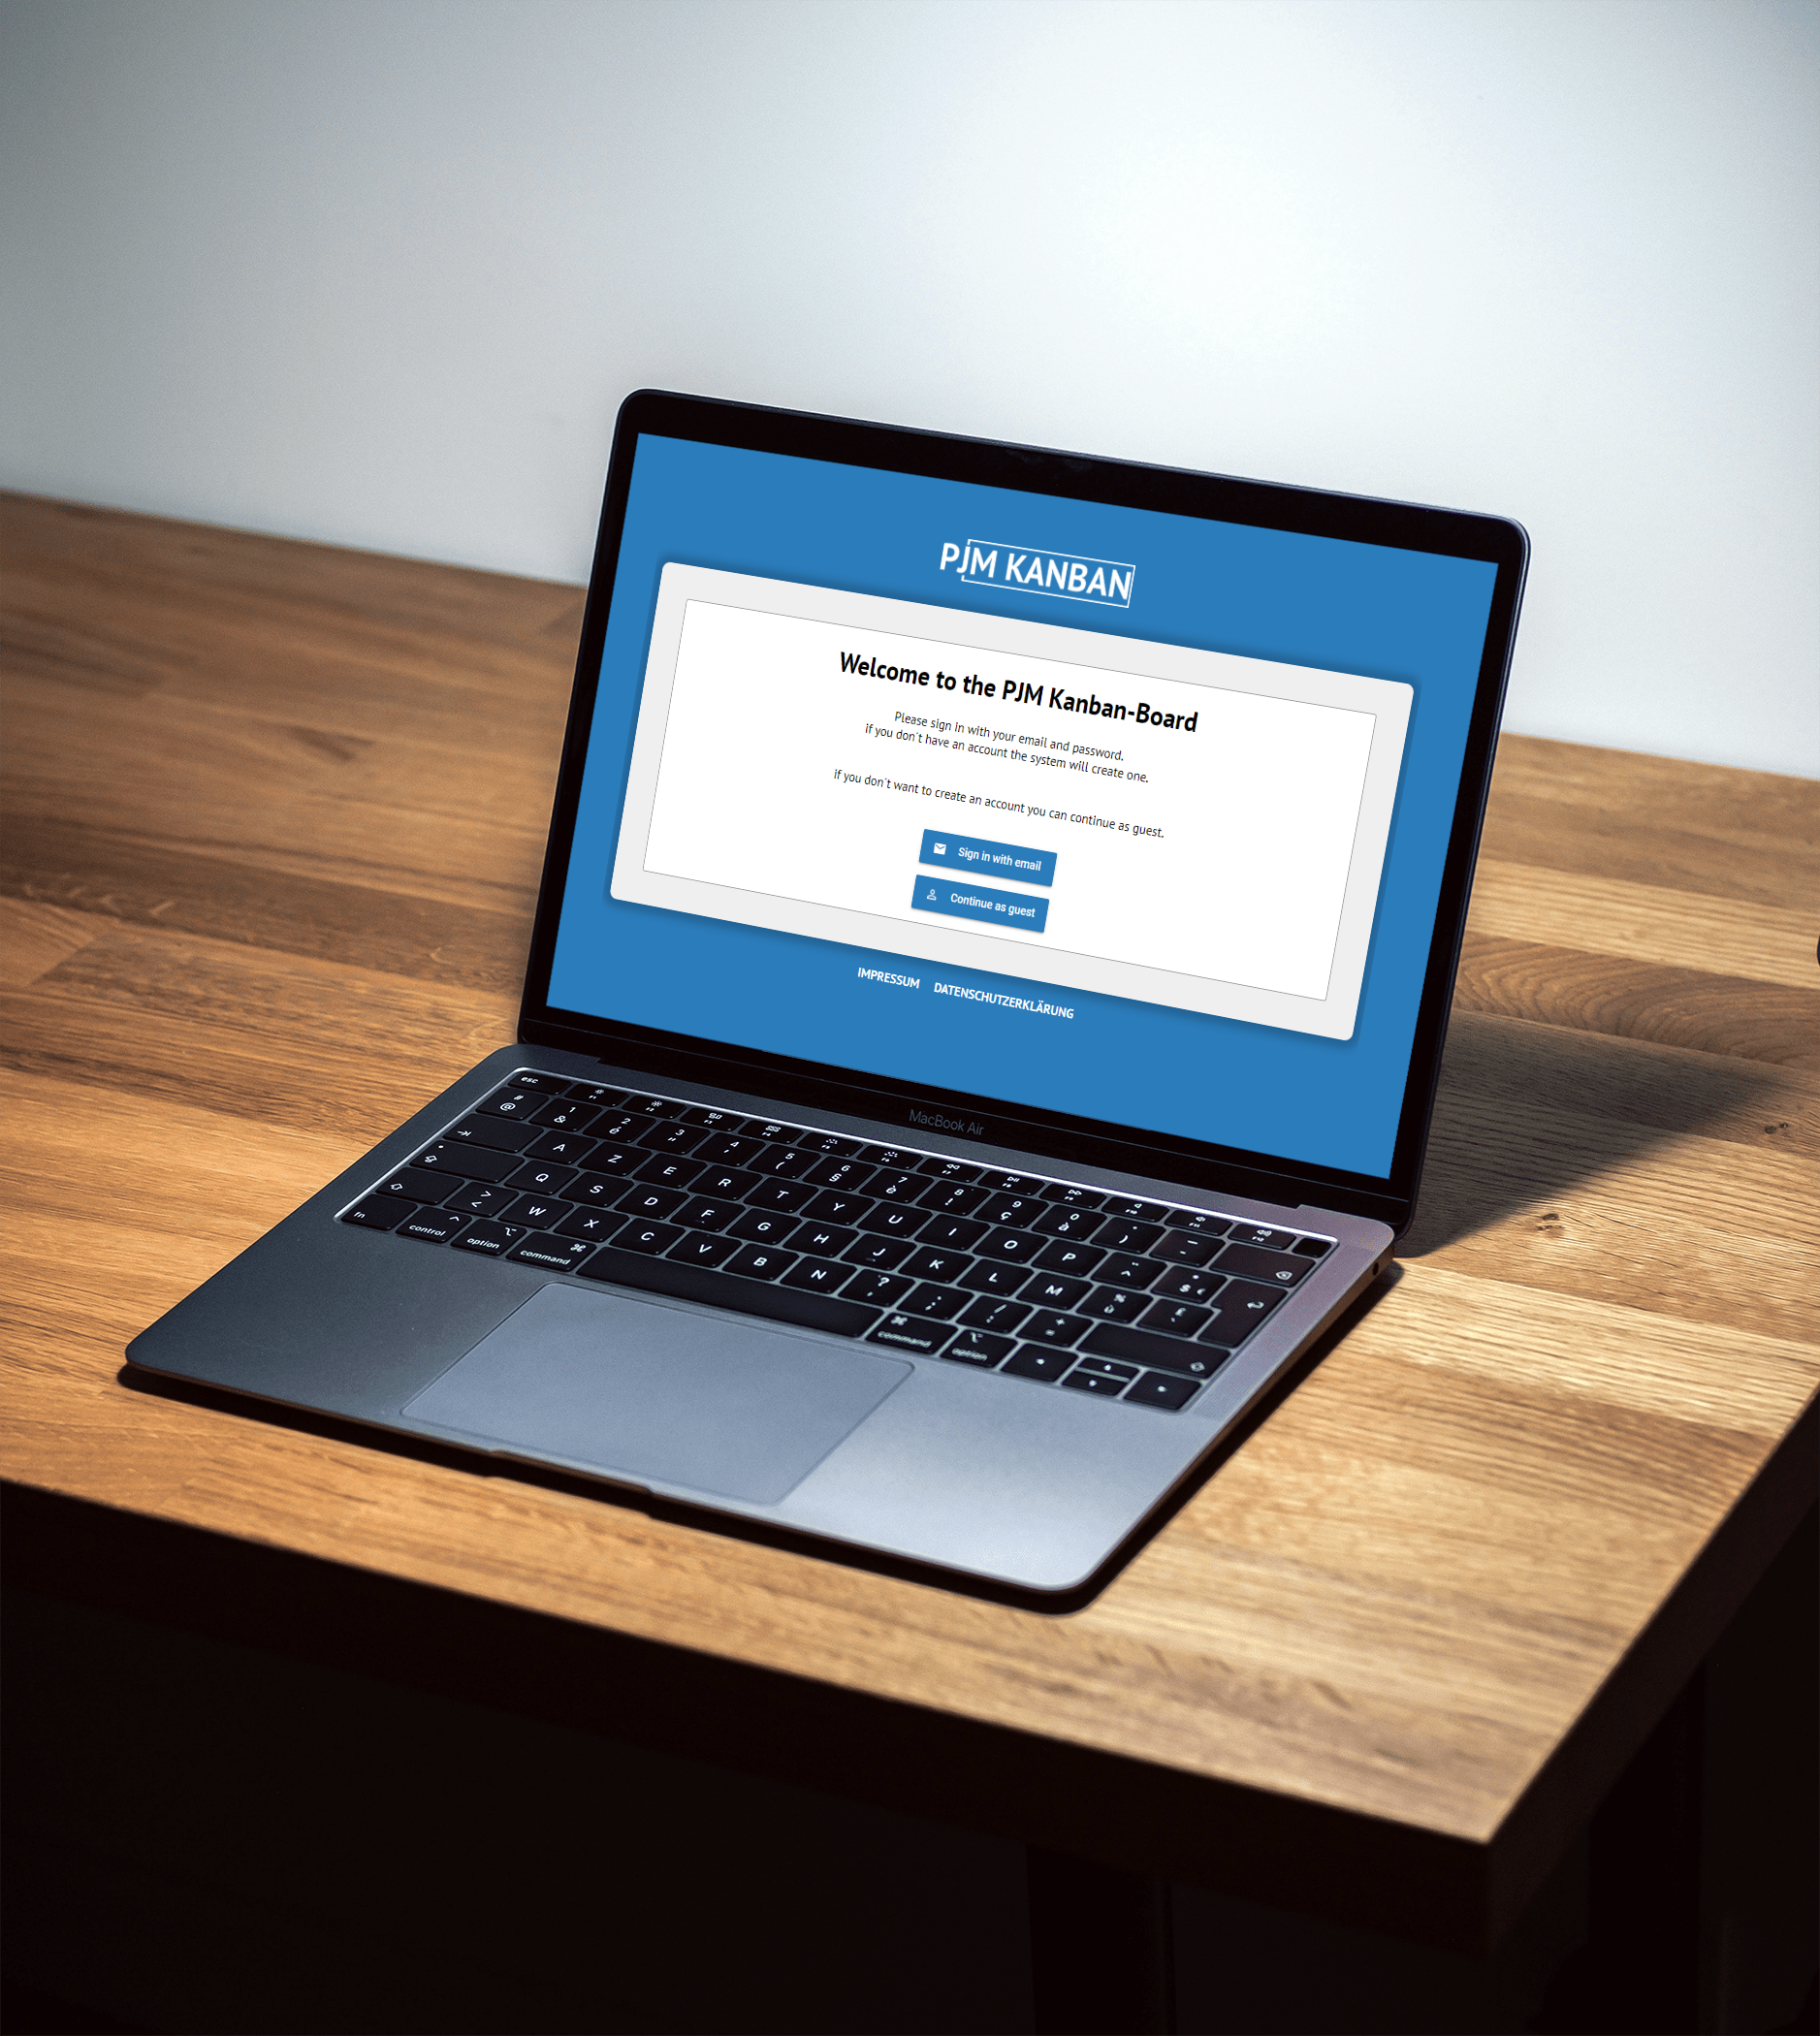 PJM KANBAN
Welcome to the PJM Kanban-Board
Please sign in with your email and password,
if you don´t have an account the system will create one.
if you don´t want to create an account you can continue as guest.
Sign in with email
Continue as guest
IMPRESSUM DATENSCHUTZERKLÄRUNG
MacBook Air
esc
A Z E R T Y U I O P
Q S D F G H J K L M
W X C V B N
fn control option command
command option